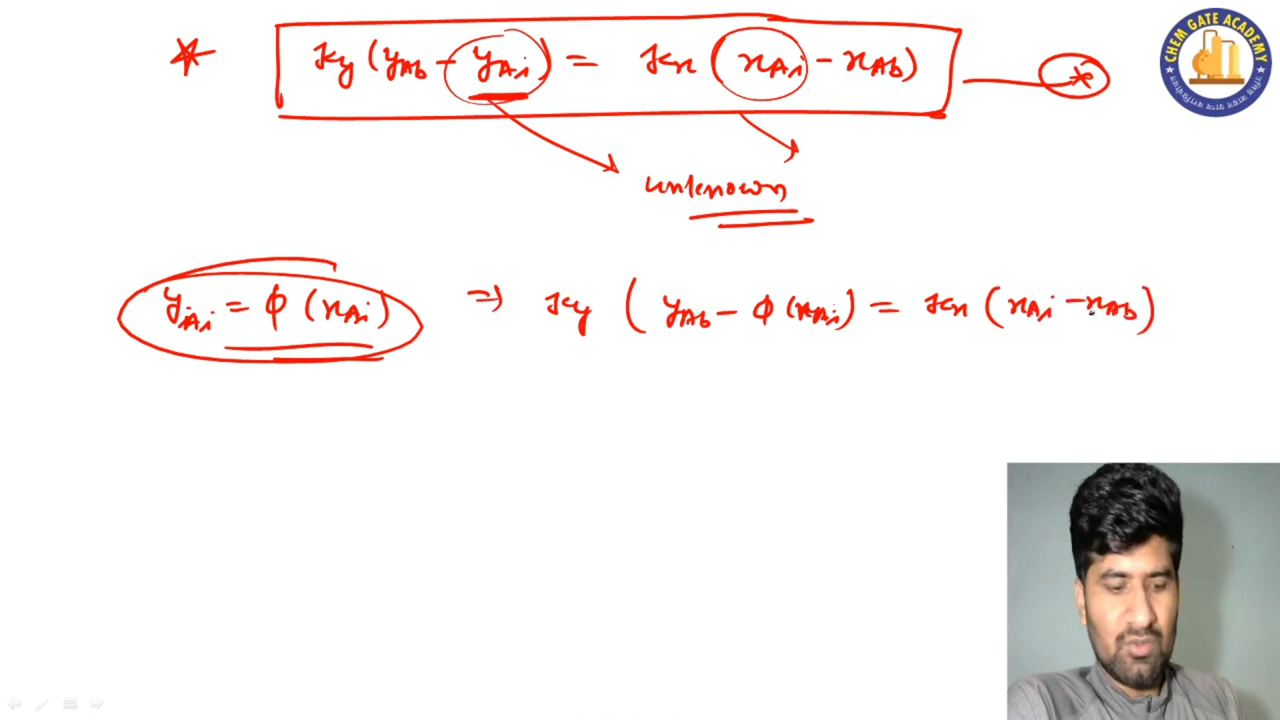 * ky (yAb - yAi) = kx (xAi - xAb) *
unknown
yAi = ϕ (xAi) ⇒ ky (yAb - ϕ (xAi) = kx (xAi - xAb)
CHEM GATE ACADEMY